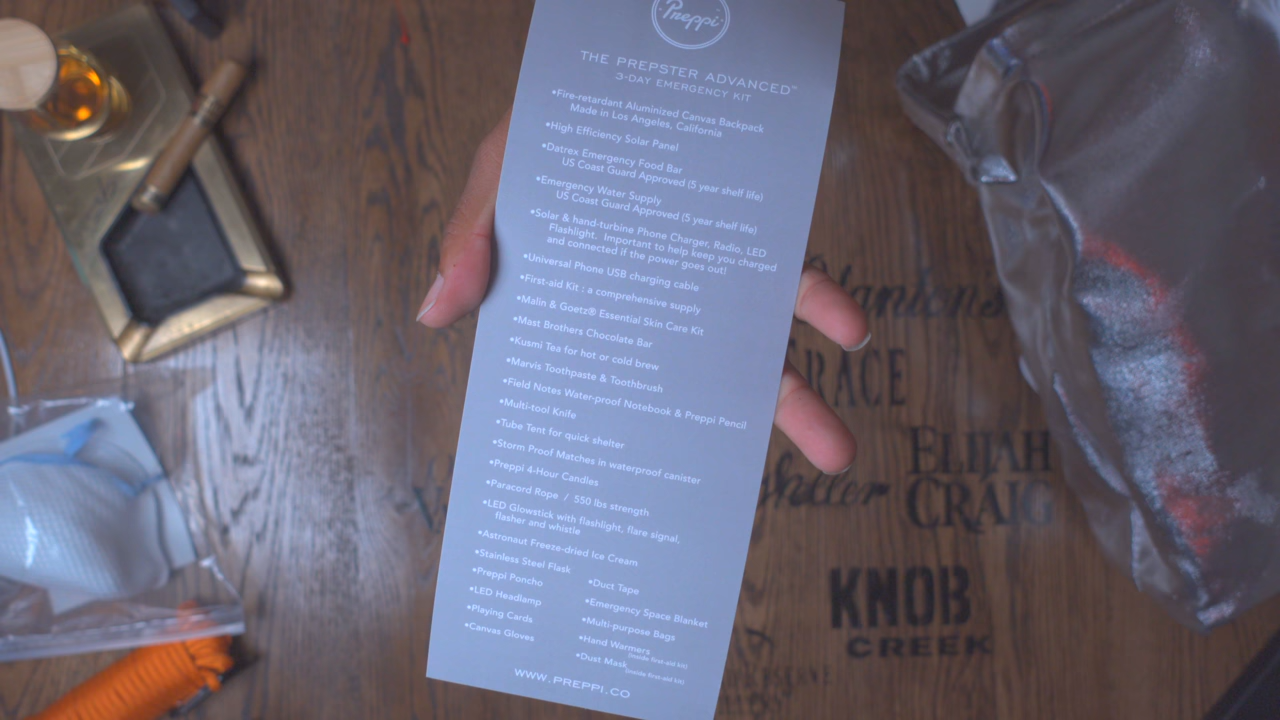 Preppi
THE PREPSTER ADVANCED™
3-DAY EMERGENCY KIT
•Fire-retardant Aluminized Canvas Backpack
Made in Los Angeles, California
•High Efficiency Solar Panel
•Datrex Emergency Food Bar
US Coast Guard Approved (5 year shelf life)
•Emergency Water Supply
US Coast Guard Approved (5 year shelf life)
•Solar & hand-turbine Phone Charger, Radio, LED
Flashlight. Important to help keep you charged
and connected if the power goes out!
•Universal Phone USB charging cable
•First-aid Kit : a comprehensive supply
•Malin & Goetz® Essential Skin Care Kit
•Mast Brothers Chocolate Bar
•Kusmi Tea for hot or cold brew
•Marvis Toothpaste & Toothbrush
•Field Notes Water-proof Notebook & Preppi Pencil
•Multi-tool Knife
•Tube Tent for quick shelter
•Storm Proof Matches in waterproof canister
•Preppi 4-Hour Candles
•Paracord Rope / 550 lbs strength
•LED Glowstick with flashlight, flare signal,
flasher and whistle
•Astronaut Freeze-dried Ice Cream
•Stainless Steel Flask
•Preppi Poncho
•LED Headlamp
•Playing Cards
•Canvas Gloves
•Duct Tape
•Emergency Space Blanket
•Multi-purpose Bags
•Hand Warmers
(inside first-aid kit)
•Dust Mask
(inside first-aid kit)
WWW.PREPPI.CO
ELIJAH
CRAIG
KNOB
CREEK